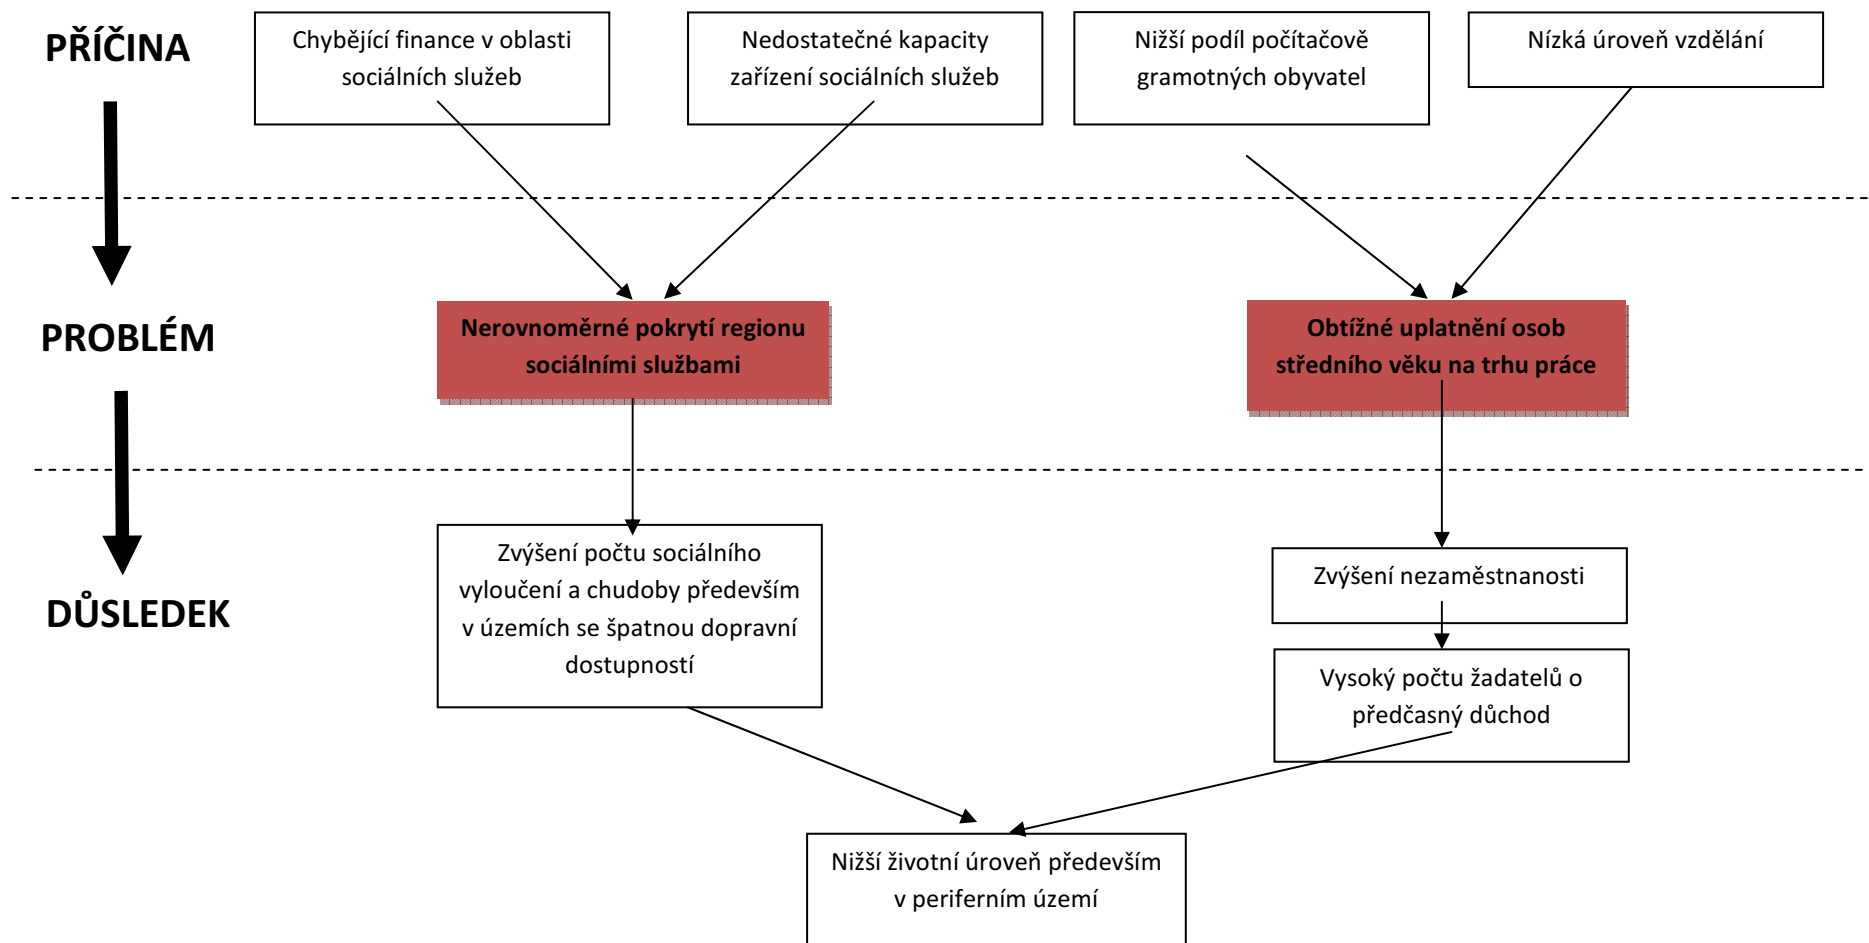 PŘÍČINA
Chybějící finance v oblasti
sociálních služeb
Nedostatečné kapacity
zařízení sociálních služeb
Nižší podíl počítačově
gramotných obyvatel
Nízká úroveň vzdělání
PROBLÉM
Nerovnoměrné pokrytí regionu
sociálními službami
Obtížné uplatnění osob
středního věku na trhu práce
DŮSLEDEK
Zvýšení počtu sociálního
vyloučení a chudoby především
v územích se špatnou dopravní
dostupností
Zvýšení nezaměstnanosti
Vysoký počtu žadatelů o
předčasný důchod
Nižší životní úroveň především
v periferním území